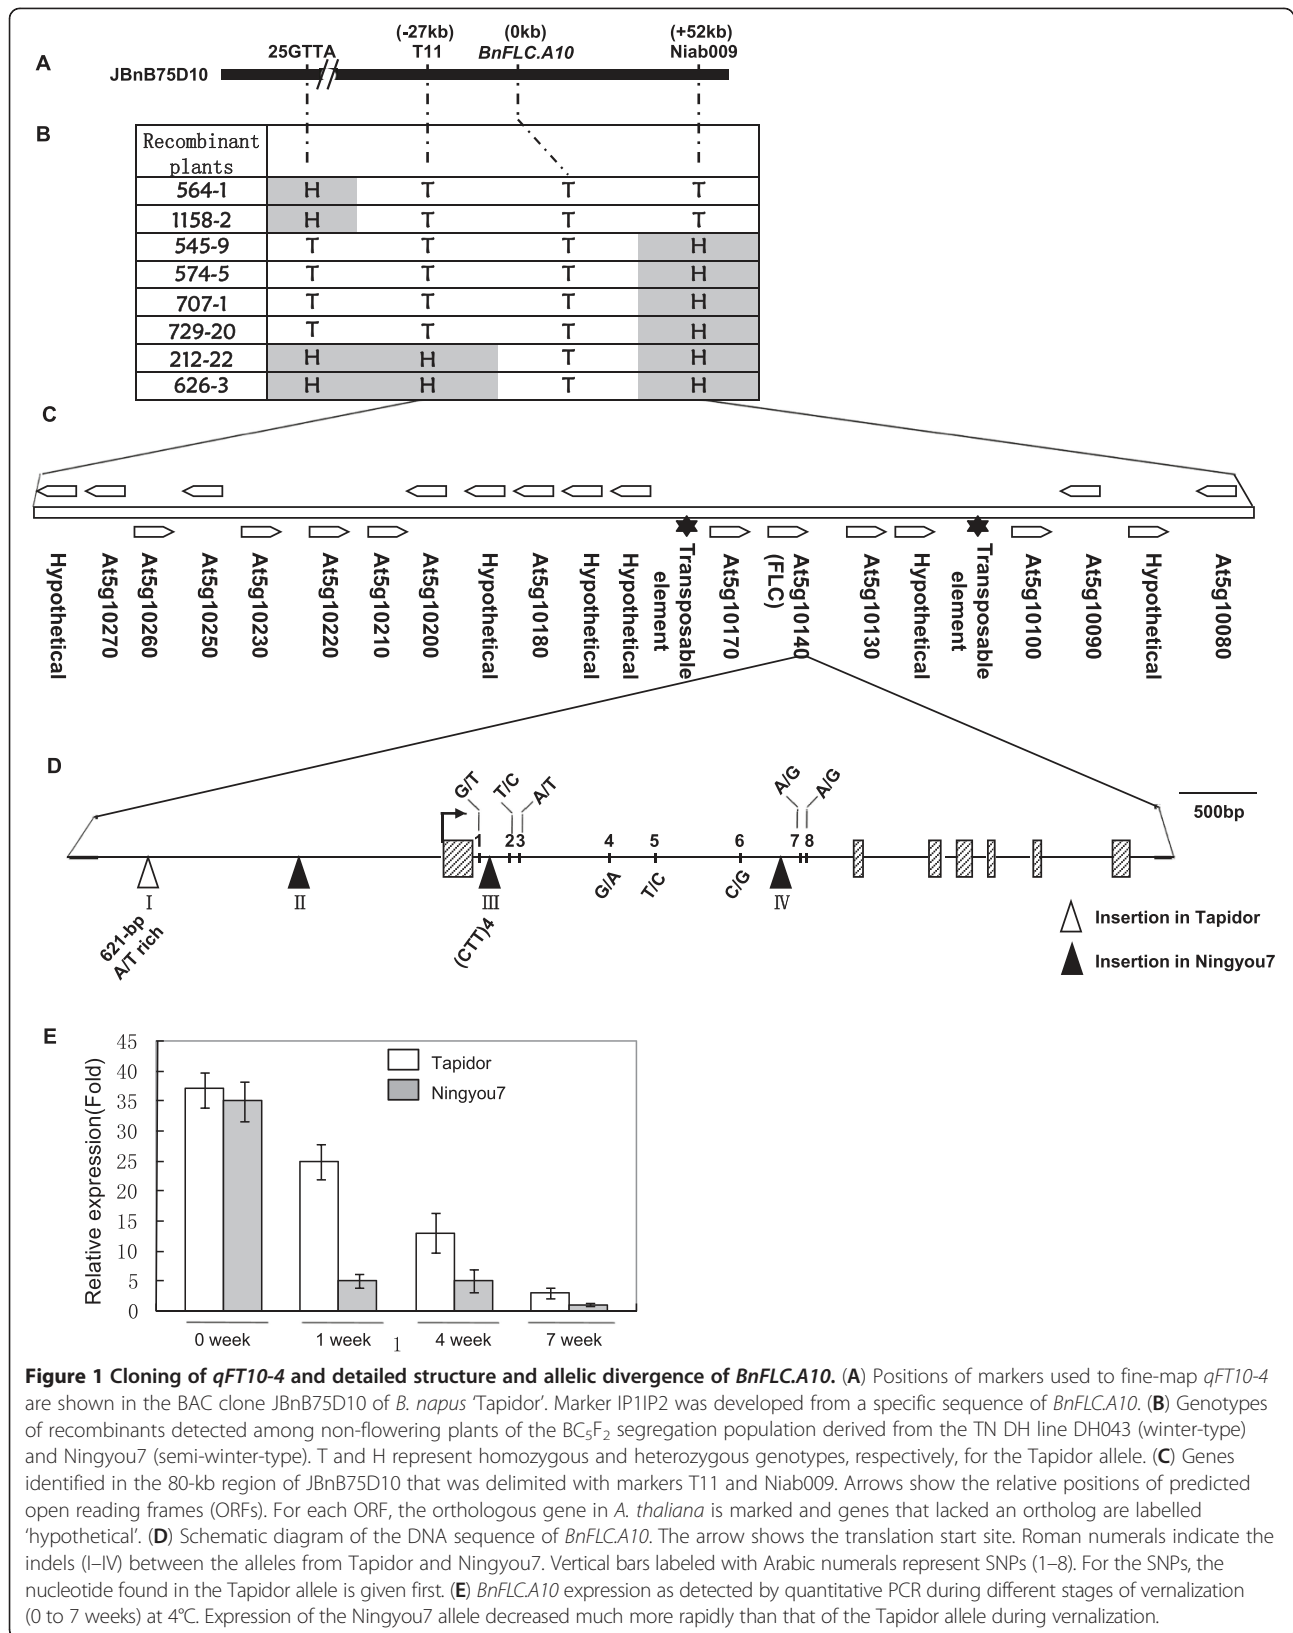 A
25GTTA
(-27kb)
T11
(0kb)
BnFLC.A10
(+52kb)
Niab009
JBnB75D10
B
Recombinant
plants
564-1 H T T T
1158-2 H T T T
545-9 T T T H
574-5 T T T H
707-1 T T T H
729-20 T T T H
212-22 H H T H
626-3 H H T H
C
Hypothetical
At5g10270
At5g10260
At5g10250
At5g10230
At5g10220
At5g10210
At5g10200
Hypothetical
At5g10180
Hypothetical
Hypothetical
Transposable
element
At5g10170
At5g10140
(FLC)
At5g10130
Hypothetical
Transposable
element
At5g10100
At5g10090
Hypothetical
At5g10080
D
500bp
G/T
T/C
A/T
A/G
A/G
1 2 3 4 5 6 7 8
G/A
T/C
C/G
I II III IV
621-bp
A/T rich
(CTT)4
Insertion in Tapidor
Insertion in Ningyou7
E
Relative expression(Fold)
45
40
35
30
25
20
15
10
5
0
Tapidor
Ningyou7
0 week 1 week 4 week 7 week
1
Figure 1 Cloning of qFT10-4 and detailed structure and allelic divergence of BnFLC.A10. (A) Positions of markers used to fine-map qFT10-4
are shown in the BAC clone JBnB75D10 of B. napus ‘Tapidor’. Marker IP1IP2 was developed from a specific sequence of BnFLC.A10. (B) Genotypes
of recombinants detected among non-flowering plants of the BC₅F₂ segregation population derived from the TN DH line DH043 (winter-type)
and Ningyou7 (semi-winter-type). T and H represent homozygous and heterozygous genotypes, respectively, for the Tapidor allele. (C) Genes
identified in the 80-kb region of JBnB75D10 that was delimited with markers T11 and Niab009. Arrows show the relative positions of predicted
open reading frames (ORFs). For each ORF, the orthologous gene in A. thaliana is marked and genes that lacked an ortholog are labelled
‘hypothetical’. (D) Schematic diagram of the DNA sequence of BnFLC.A10. The arrow shows the translation start site. Roman numerals indicate the
indels (I–IV) between the alleles from Tapidor and Ningyou7. Vertical bars labeled with Arabic numerals represent SNPs (1–8). For the SNPs, the
nucleotide found in the Tapidor allele is given first. (E) BnFLC.A10 expression as detected by quantitative PCR during different stages of vernalization
(0 to 7 weeks) at 4°C. Expression of the Ningyou7 allele decreased much more rapidly than that of the Tapidor allele during vernalization.